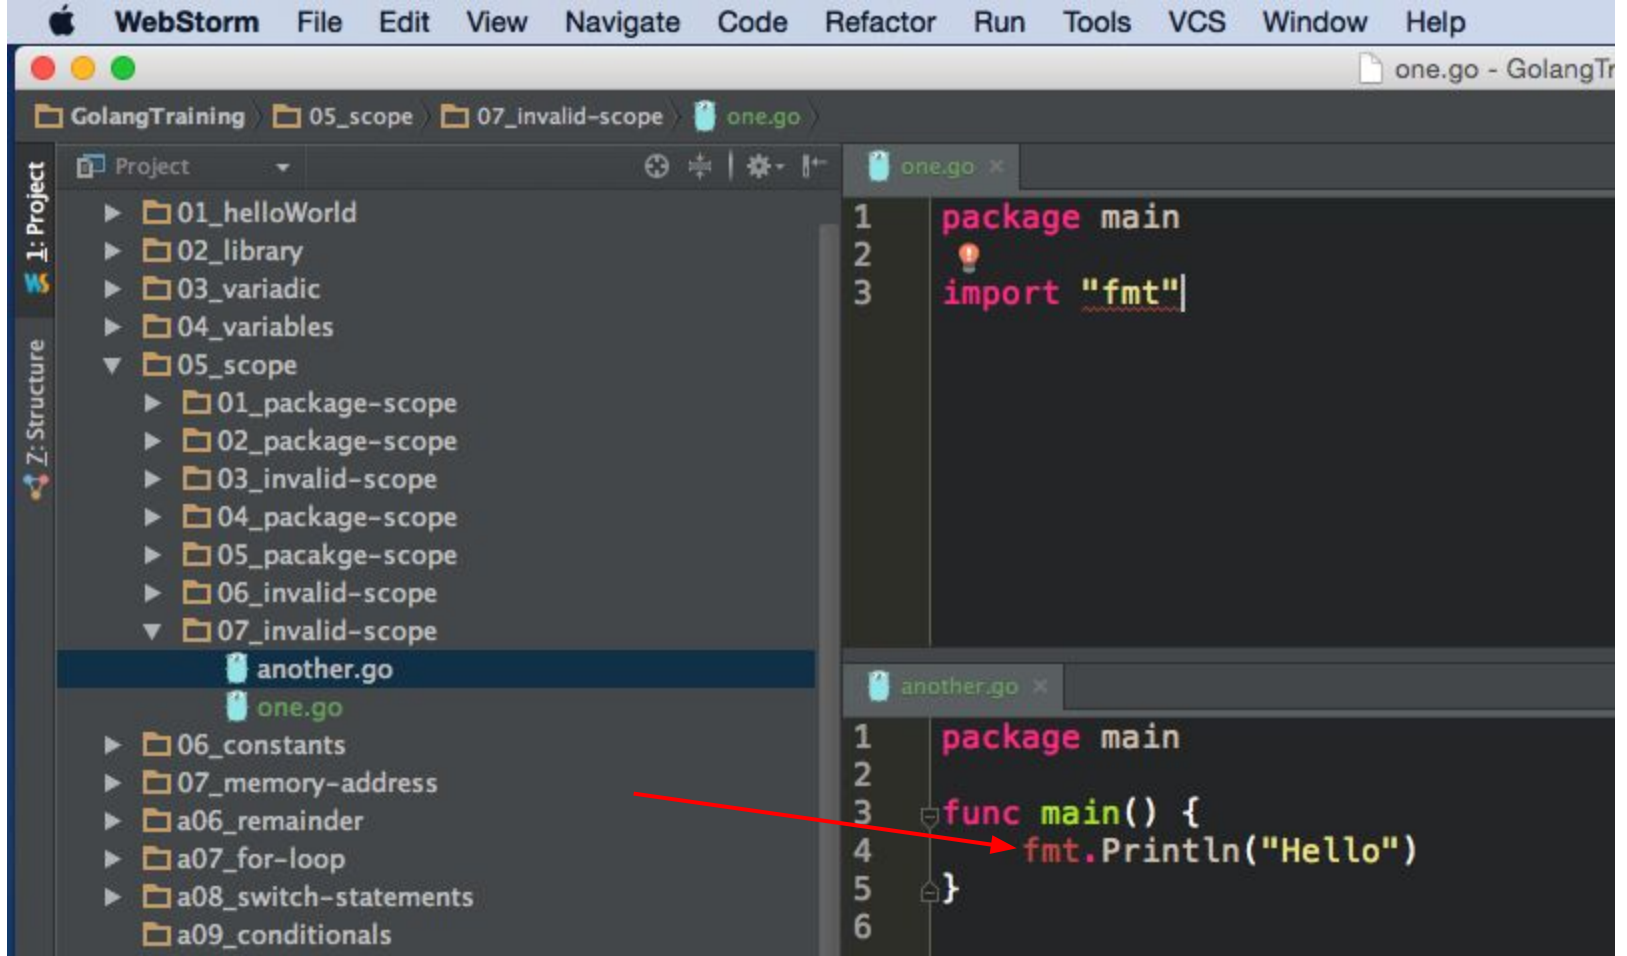 WebStorm File Edit View Navigate Code Refactor Run Tools VCS Window Help
one.go - GolangTr
GolangTraining 05_scope 07_invalid-scope one.go
1: Project
WS
Z: Structure
Project
01_helloWorld
02_library
03_variadic
04_variables
05_scope
01_package-scope
02_package-scope
03_invalid-scope
04_package-scope
05_pacakge-scope
06_invalid-scope
07_invalid-scope
another.go
one.go
06_constants
07_memory-address
a06_remainder
a07_for-loop
a08_switch-statements
a09_conditionals
one.go ×
1 package main
2
3 import "fmt"
another.go ×
1 package main
2
3 func main() {
4 fmt.Println("Hello")
5 }
6